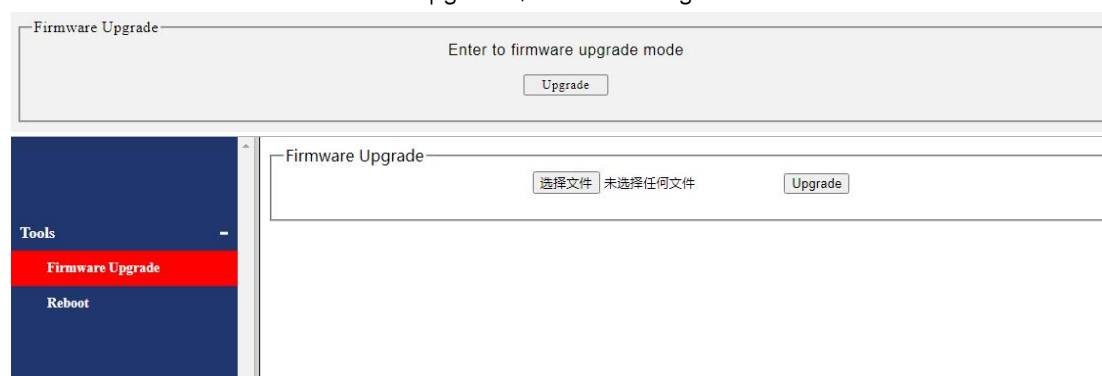 Firmware Upgrade
Enter to firmware upgrade mode
Upgrade
Firmware Upgrade
选择文件 未选择任何文件 Upgrade
Tools
Firmware Upgrade
Reboot